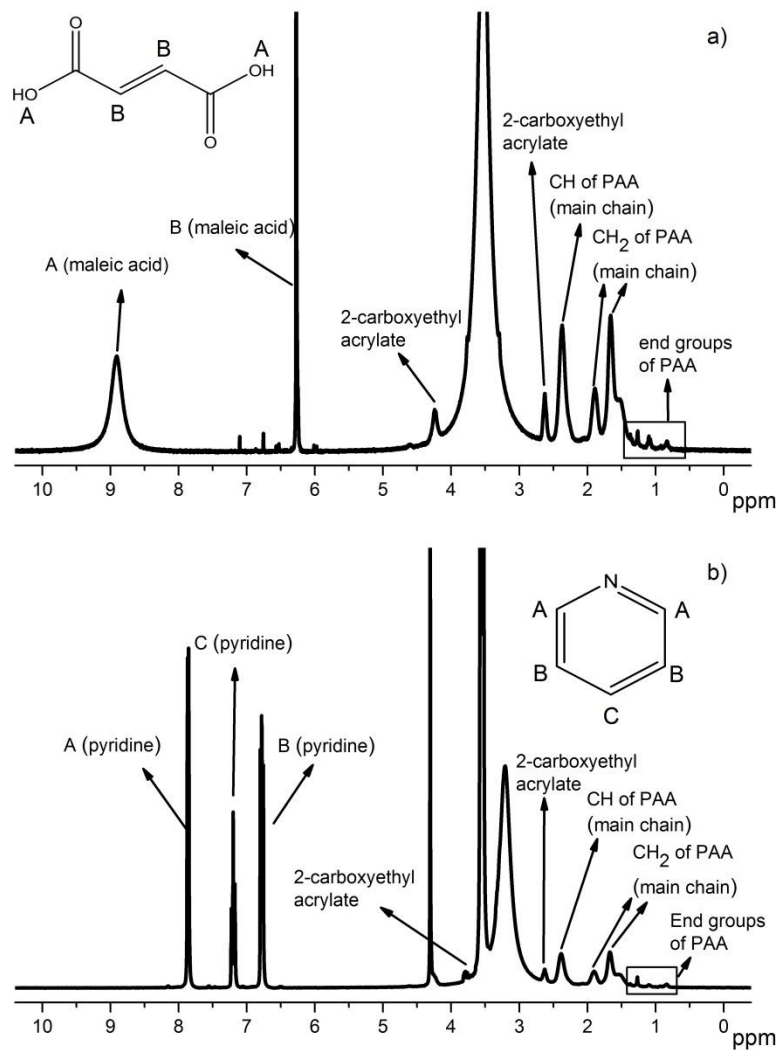 a)
O
A
B
OH
HO
A
B
O
2-carboxyethyl
acrylate
CH of PAA
(main chain)
CH2 of PAA
(main chain)
B (maleic acid)
A (maleic acid)
2-carboxyethyl
acrylate
end groups
of PAA
10 9 8 7 6 5 4 3 2 1 0
ppm
b)
N
A A
B B
C
C (pyridine)
A (pyridine)
B (pyridine)
2-carboxyethyl
acrylate
CH of PAA
(main chain)
CH2 of PAA
(main chain)
2-carboxyethyl
acrylate
End groups
of PAA
10 9 8 7 6 5 4 3 2 1 0
ppm